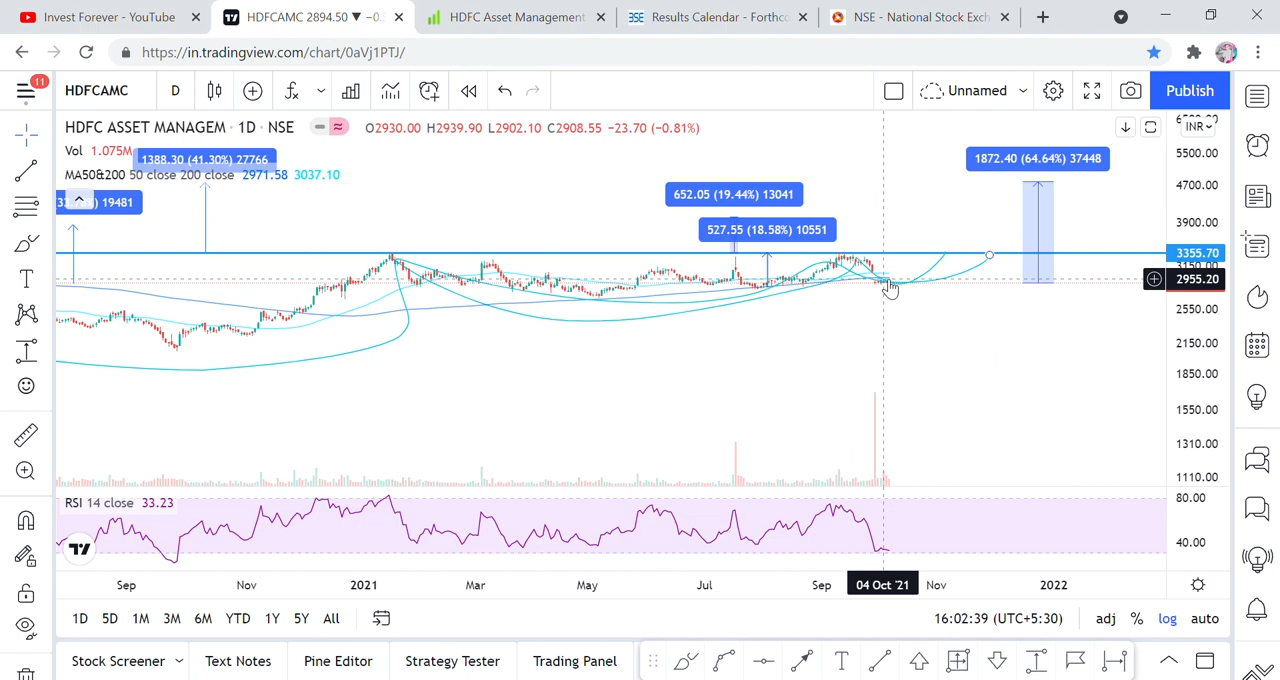 Invest Forever - YouTube
HDFCAMC 2894.50 ▼ −0.
HDFC Asset Management
BSE Results Calendar - Forthco
NSE - National Stock Exch
https://in.tradingview.com/chart/0aVj1PTJ/
11
HDFCAMC
D
Unnamed
Publish
HDFC ASSET MANAGEM · 1D · NSE
O2930.00 H2939.90 L2902.10 C2908.55 −23.70 (−0.81%)
INR
Vol 1.075M
1388.30 (41.30%) 27766
MA50&200 50 close 200 close 2971.58 3037.10
19481
652.05 (19.44%) 13041
527.55 (18.58%) 10551
1872.40 (64.64%) 37448
5500.00
4700.00
3900.00
3355.70
3150.00
2955.20
2550.00
2150.00
1850.00
1550.00
1310.00
1110.00
RSI 14 close 33.23
80.00
40.00
Sep
Nov
2021
Mar
May
Jul
Sep
04 Oct '21
Nov
2022
1D 5D 1M 3M 6M YTD 1Y 5Y All
16:02:39 (UTC+5:30)
adj % log auto
Stock Screener
Text Notes
Pine Editor
Strategy Tester
Trading Panel